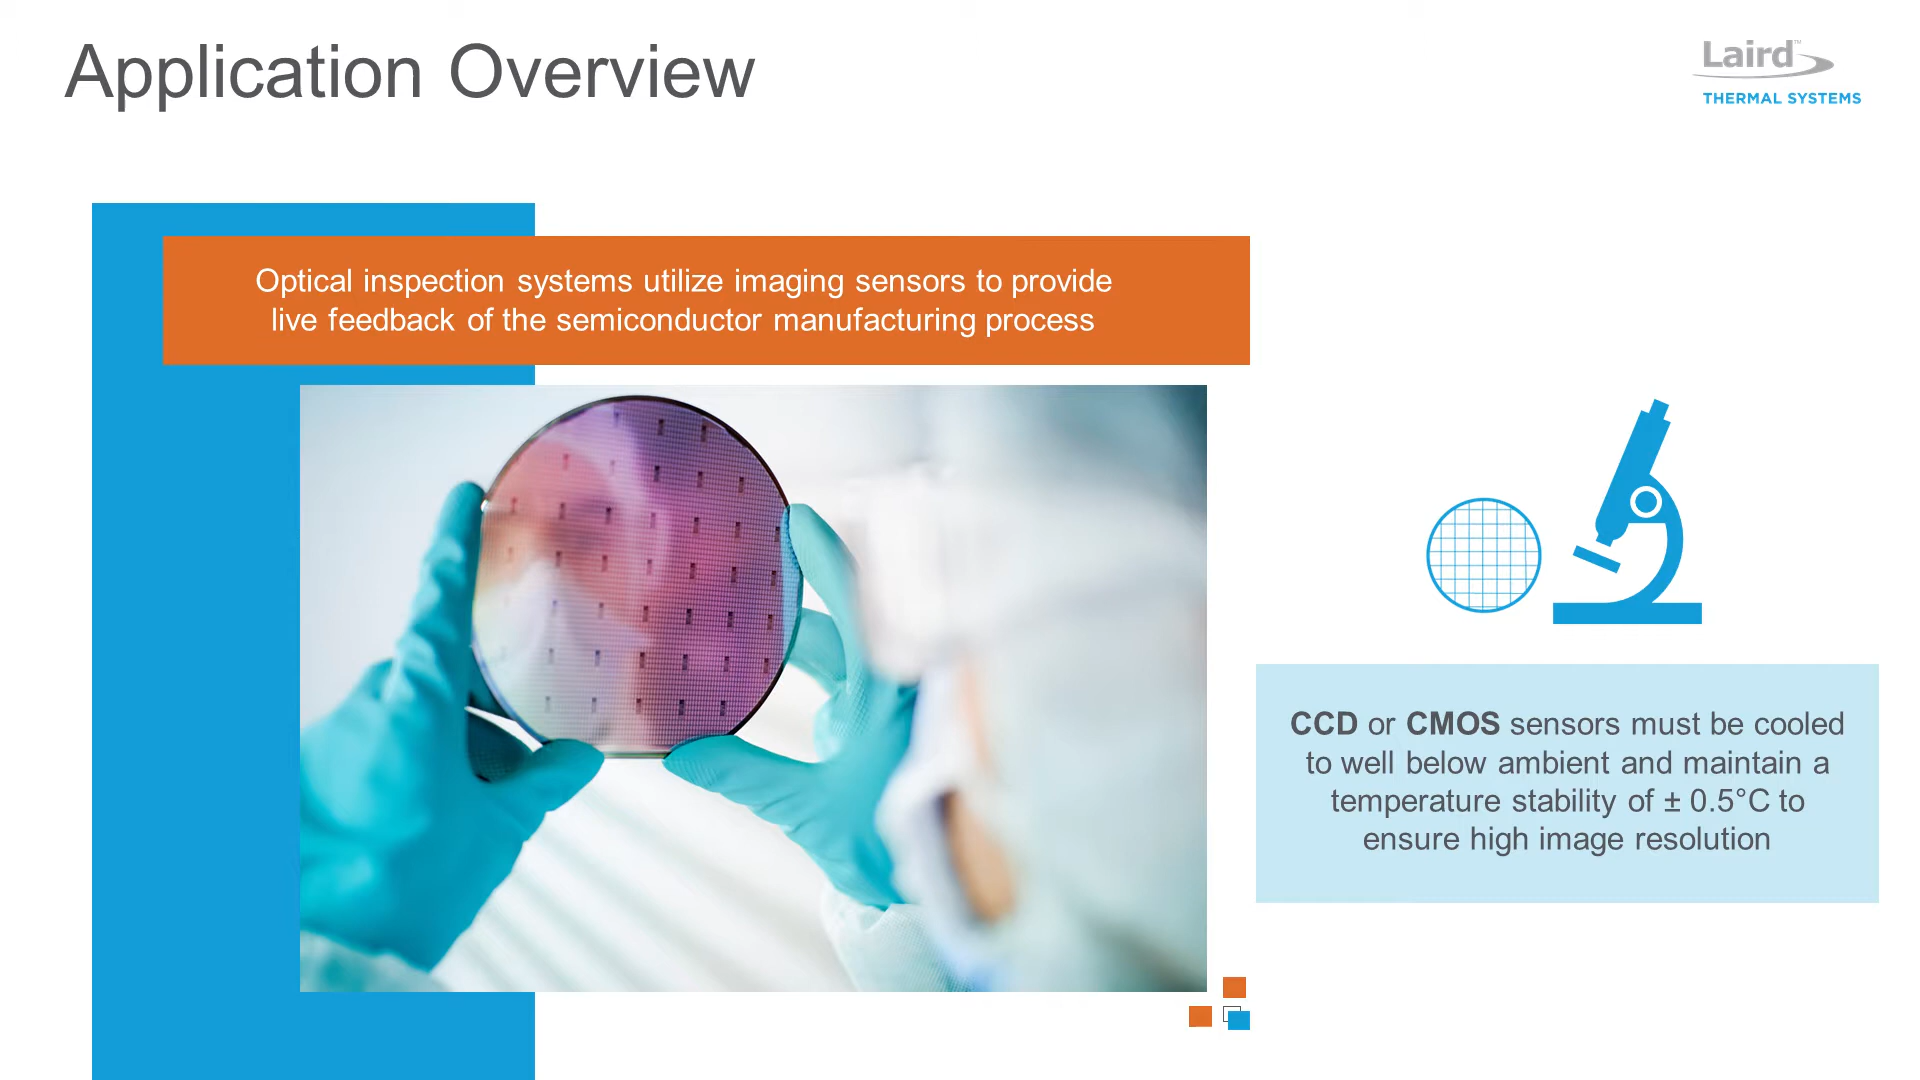 Application Overview
Laird™
THERMAL SYSTEMS
Optical inspection systems utilize imaging sensors to provide
live feedback of the semiconductor manufacturing process
CCD or CMOS sensors must be cooled
to well below ambient and maintain a
temperature stability of ± 0.5°C to
ensure high image resolution